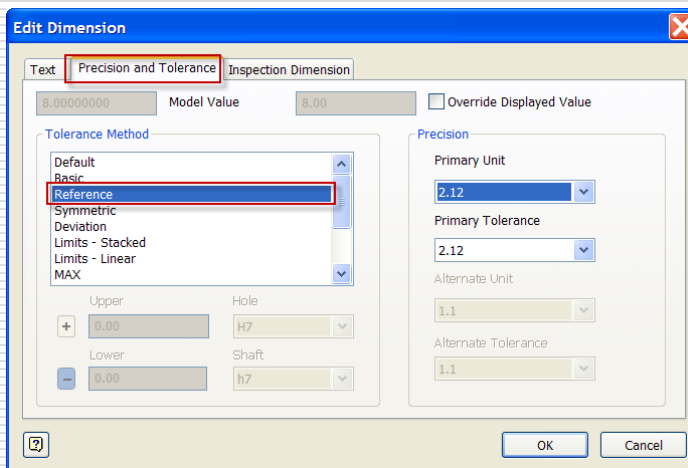 Edit Dimension
Text Precision and Tolerance Inspection Dimension
8.00000000 Model Value 8.00 Override Displayed Value
Tolerance Method
Default
Basic
Reference
Symmetric
Deviation
Limits - Stacked
Limits - Linear
MAX
Upper Hole
+ 0.00 H7
Lower Shaft
- 0.00 h7
Precision
Primary Unit
2.12
Primary Tolerance
2.12
Alternate Unit
1.1
Alternate Tolerance
1.1
? OK Cancel